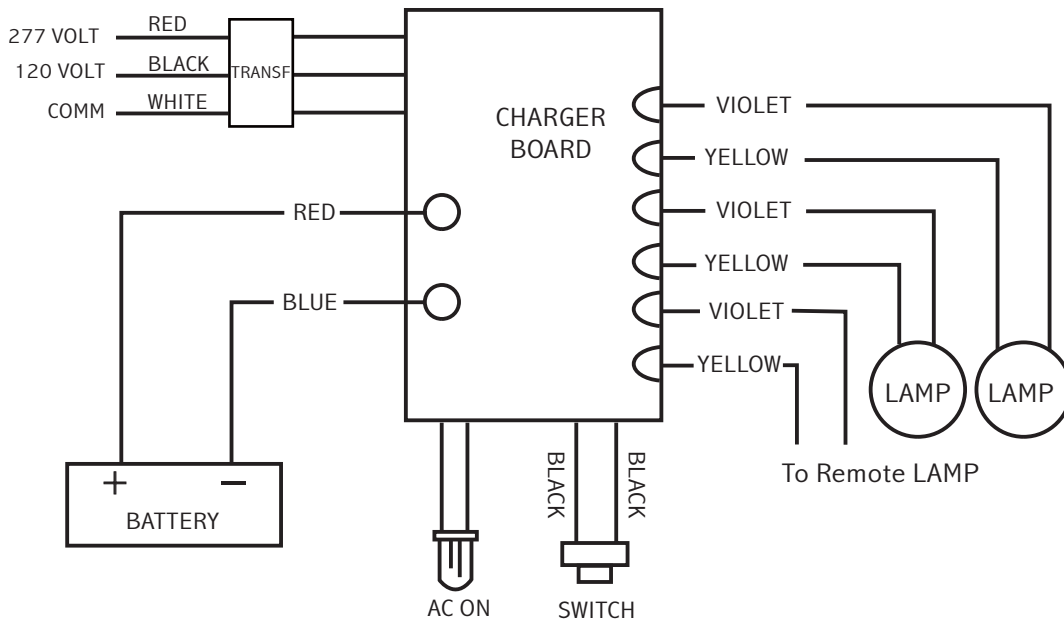 277 VOLT
RED
120 VOLT
BLACK
COMM
WHITE
TRANSF
CHARGER
BOARD
VIOLET
YELLOW
VIOLET
YELLOW
VIOLET
YELLOW
RED
BLUE
LAMP
LAMP
To Remote LAMP
+
−
BATTERY
BLACK
BLACK
AC ON
SWITCH